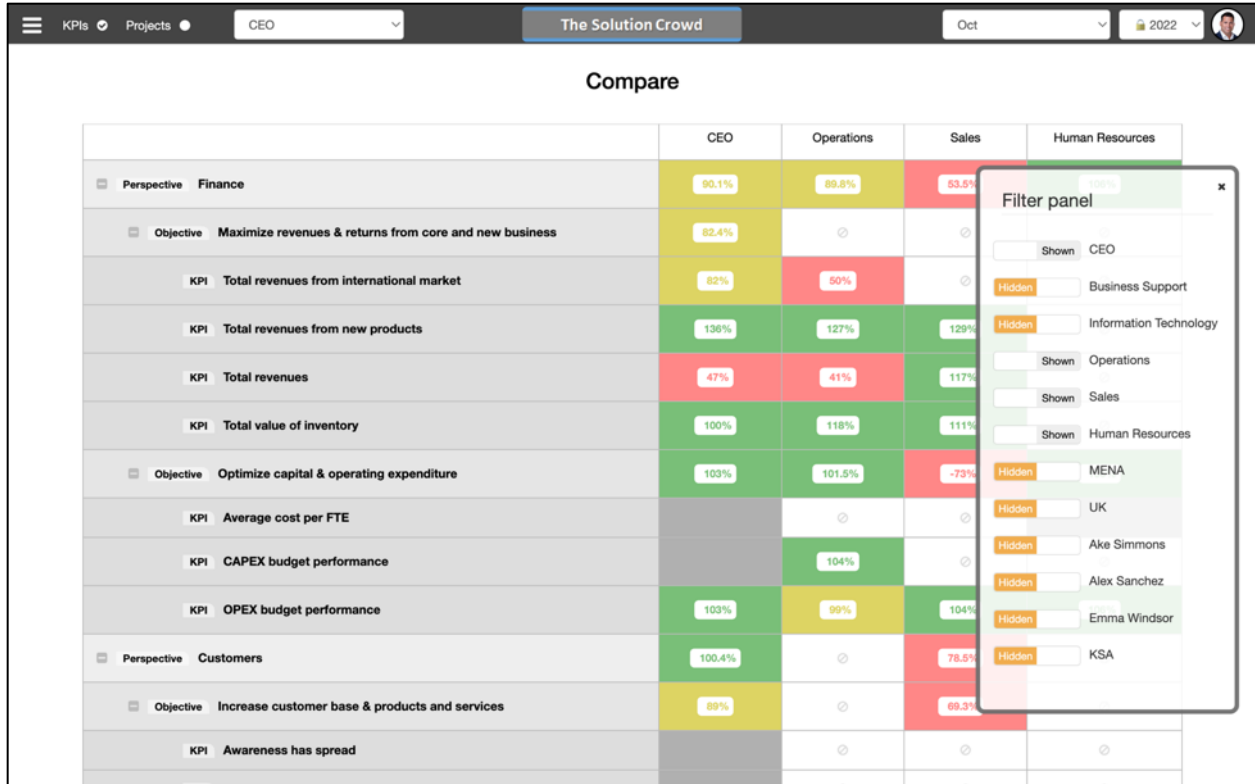 KPIs Projects CEO The Solution Crowd Oct 2022
Compare
CEO Operations Sales Human Resources
Perspective Finance 90.1% 89.8% 53.5% 106%
Objective Maximize revenues & returns from core and new business 82.4%
KPI Total revenues from international market 82% 50%
KPI Total revenues from new products 136% 127% 129%
KPI Total revenues 47% 41% 117%
KPI Total value of inventory 100% 118% 111%
Objective Optimize capital & operating expenditure 103% 101.5% -73%
KPI Average cost per FTE
KPI CAPEX budget performance 104%
KPI OPEX budget performance 103% 99% 104%
Perspective Customers 100.4% 78.5%
Objective Increase customer base & products and services 89% 69.3%
KPI Awareness has spread
Filter panel
Shown CEO
Hidden Business Support
Hidden Information Technology
Shown Operations
Shown Sales
Shown Human Resources
Hidden MENA
Hidden UK
Hidden Ake Simmons
Hidden Alex Sanchez
Hidden Emma Windsor
Hidden KSA